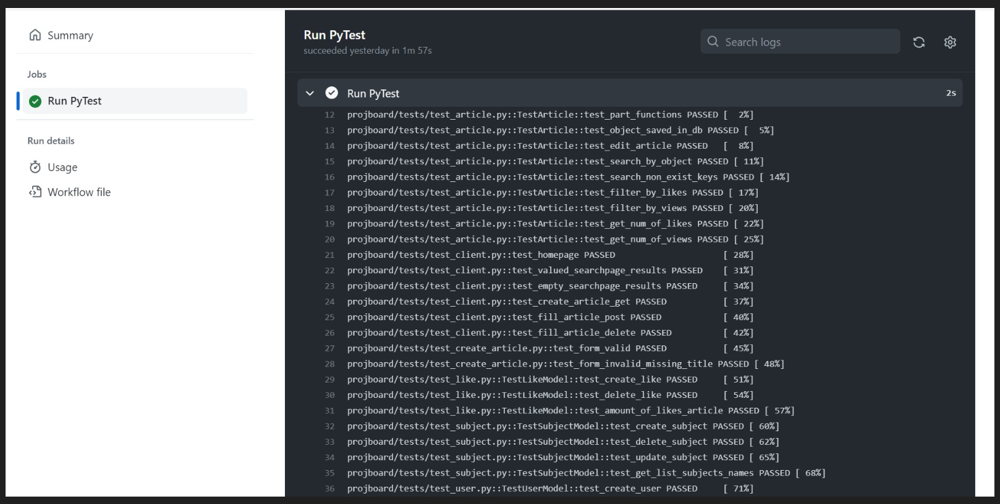 Summary
Jobs
Run PyTest
Run details
Usage
Workflow file
Run PyTest
succeeded yesterday in 1m 57s
Search logs
Run PyTest 2s
12 projboard/tests/test_article.py::TestArticle::test_part_functions PASSED [  2%]
13 projboard/tests/test_article.py::TestArticle::test_object_saved_in_db PASSED [  5%]
14 projboard/tests/test_article.py::TestArticle::test_edit_article PASSED   [  8%]
15 projboard/tests/test_article.py::TestArticle::test_search_by_object PASSED [ 11%]
16 projboard/tests/test_article.py::TestArticle::test_search_non_exist_keys PASSED [ 14%]
17 projboard/tests/test_article.py::TestArticle::test_filter_by_likes PASSED [ 17%]
18 projboard/tests/test_article.py::TestArticle::test_filter_by_views PASSED [ 20%]
19 projboard/tests/test_article.py::TestArticle::test_get_num_of_likes PASSED [ 22%]
20 projboard/tests/test_article.py::TestArticle::test_get_num_of_views PASSED [ 25%]
21 projboard/tests/test_client.py::test_homepage PASSED                     [ 28%]
22 projboard/tests/test_client.py::test_valued_searchpage_results PASSED    [ 31%]
23 projboard/tests/test_client.py::test_empty_searchpage_results PASSED     [ 34%]
24 projboard/tests/test_client.py::test_create_article_get PASSED           [ 37%]
25 projboard/tests/test_client.py::test_fill_article_post PASSED            [ 40%]
26 projboard/tests/test_client.py::test_fill_article_delete PASSED          [ 42%]
27 projboard/tests/test_create_article.py::test_form_valid PASSED           [ 45%]
28 projboard/tests/test_create_article.py::test_form_invalid_missing_title PASSED [ 48%]
29 projboard/tests/test_like.py::TestLikeModel::test_create_like PASSED     [ 51%]
30 projboard/tests/test_like.py::TestLikeModel::test_delete_like PASSED     [ 54%]
31 projboard/tests/test_like.py::TestLikeModel::test_amount_of_likes_article PASSED [ 57%]
32 projboard/tests/test_subject.py::TestSubjectModel::test_create_subject PASSED [ 60%]
33 projboard/tests/test_subject.py::TestSubjectModel::test_delete_subject PASSED [ 62%]
34 projboard/tests/test_subject.py::TestSubjectModel::test_update_subject PASSED [ 65%]
35 projboard/tests/test_subject.py::TestSubjectModel::test_get_list_subjects_names PASSED [ 68%]
36 projboard/tests/test_user.py::TestUserModel::test_create_user PASSED     [ 71%]